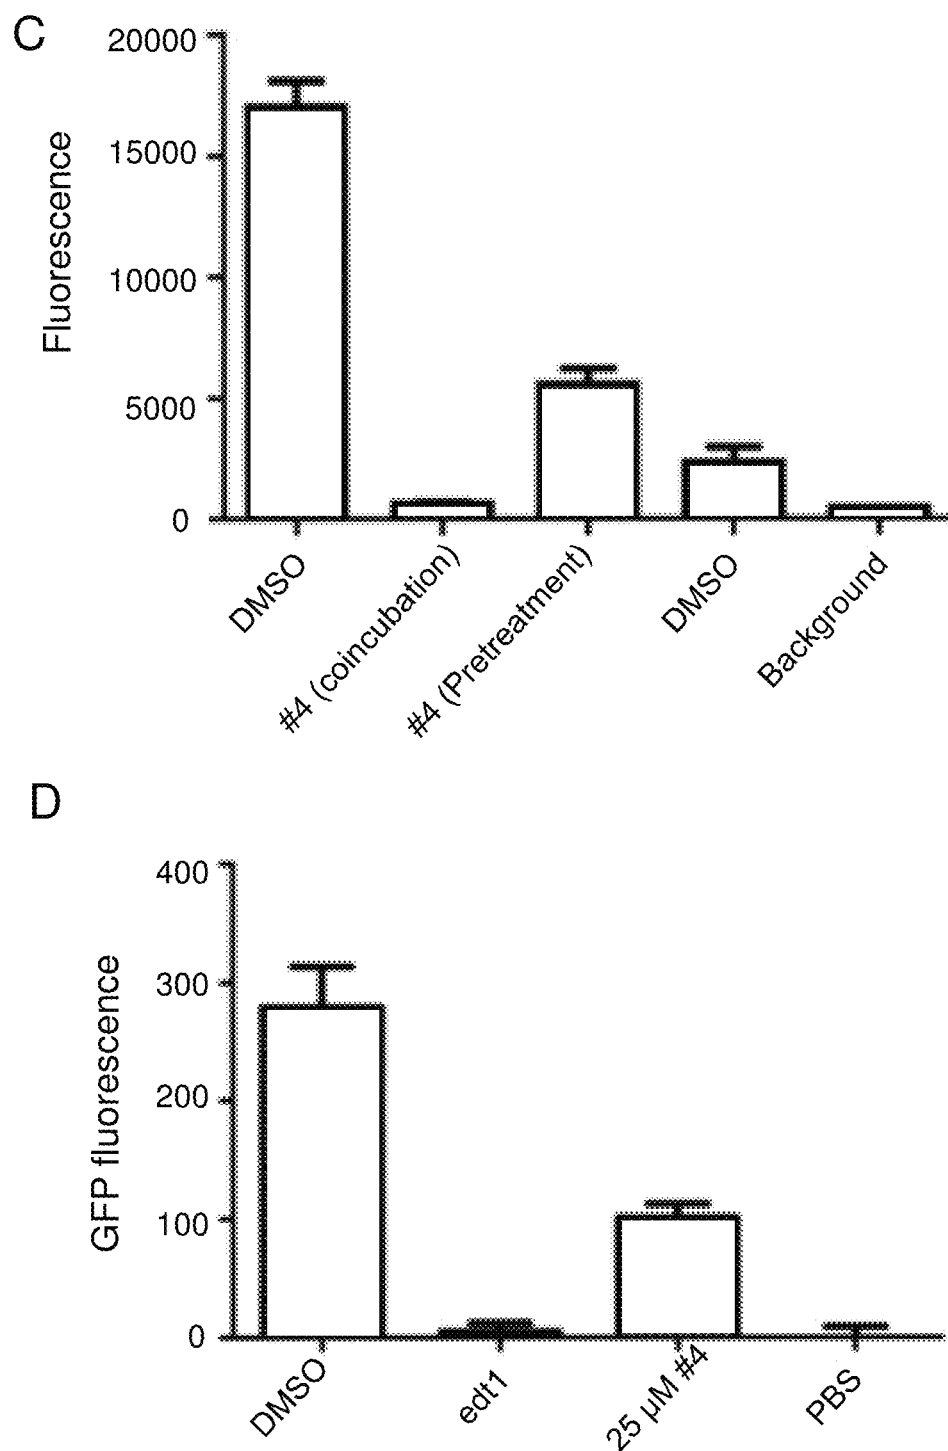 C
Fluorescence
20000
15000
10000
5000
0
DMSO
#4 (coincubation)
#4 (Pretreatment)
DMSO
Background
D
GFP fluorescence
400
300
200
100
0
DMSO
edt1
25 µM #4
PBS